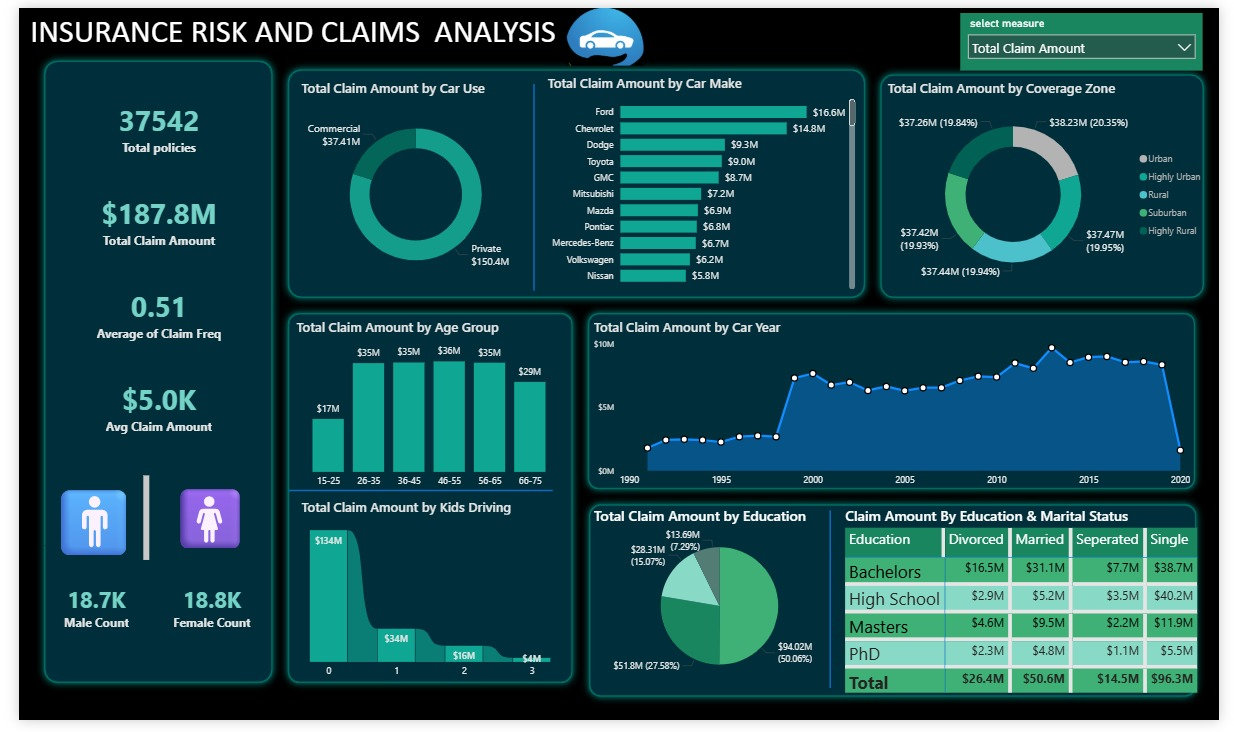 INSURANCE RISK AND CLAIMS ANALYSIS
select measure
Total Claim Amount
37542
Total policies
$187.8M
Total Claim Amount
0.51
Average of Claim Freq
$5.0K
Avg Claim Amount
18.7K
Male Count
18.8K
Female Count
Total Claim Amount by Car Use
Commercial
$37.41M
Private
$150.4M
Total Claim Amount by Car Make
Ford $16.6M
Chevrolet $14.8M
Dodge $9.3M
Toyota $9.0M
GMC $8.7M
Mitsubishi $7.2M
Mazda $6.9M
Pontiac $6.8M
Mercedes-Benz $6.7M
Volkswagen $6.2M
Nissan $5.8M
Total Claim Amount by Coverage Zone
$37.26M (19.84%)
$38.23M (20.35%)
$37.42M
(19.93%)
$37.47M
(19.95%)
$37.44M (19.94%)
Urban
Highly Urban
Rural
Suburban
Highly Rural
Total Claim Amount by Age Group
$17M $35M $35M $36M $35M $29M
15-25 26-35 36-45 46-55 56-65 66-75
Total Claim Amount by Kids Driving
$134M $34M $16M $4M
0 1 2 3
Total Claim Amount by Car Year
$10M
$5M
$0M
1990 1995 2000 2005 2010 2015 2020
Total Claim Amount by Education
$13.69M
(7.29%)
$28.31M
(15.07%)
$51.8M (27.58%)
$94.02M
(50.06%)
Claim Amount By Education & Marital Status
Education Divorced Married Seperated Single
Bachelors $16.5M $31.1M $7.7M $38.7M
High School $2.9M $5.2M $3.5M $40.2M
Masters $4.6M $9.5M $2.2M $11.9M
PhD $2.3M $4.8M $1.1M $5.5M
Total $26.4M $50.6M $14.5M $96.3M